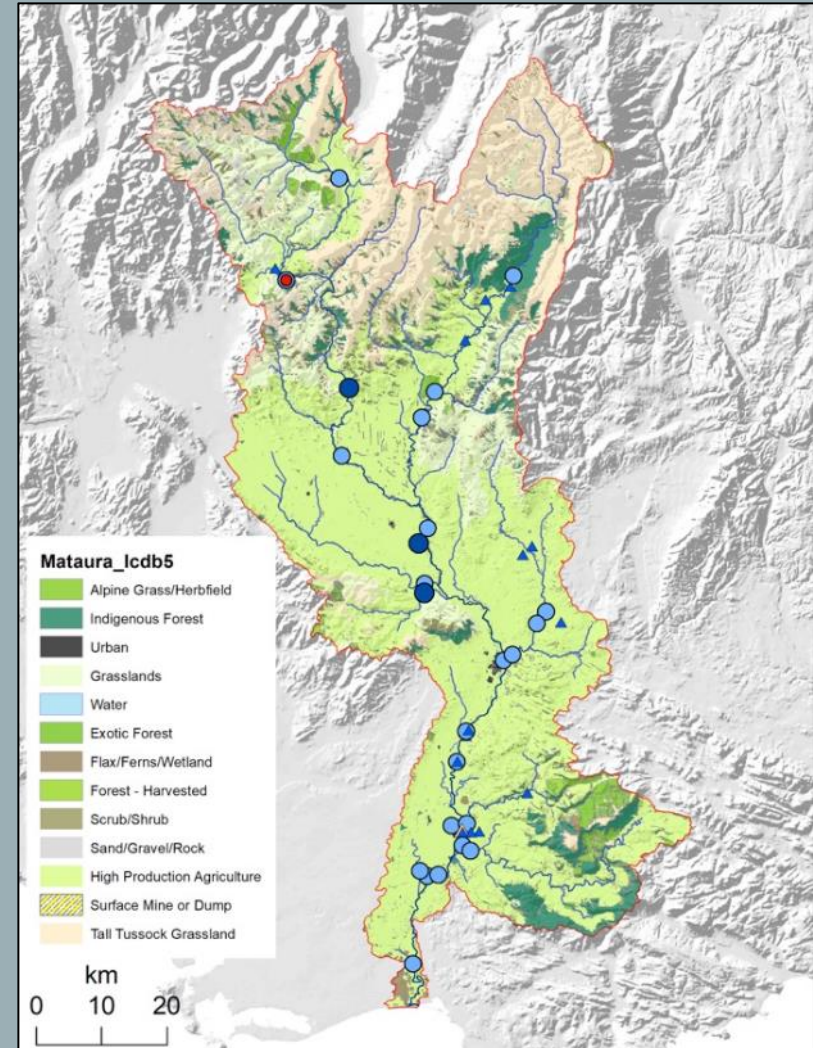 Mataura_lcdb5
Alpine Grass/Herbfield
Indigenous Forest
Urban
Grasslands
Water
Exotic Forest
Flax/Ferns/Wetland
Forest - Harvested
Scrub/Shrub
Sand/Gravel/Rock
High Production Agriculture
Surface Mine or Dump
Tall Tussock Grassland
km
0 10 20